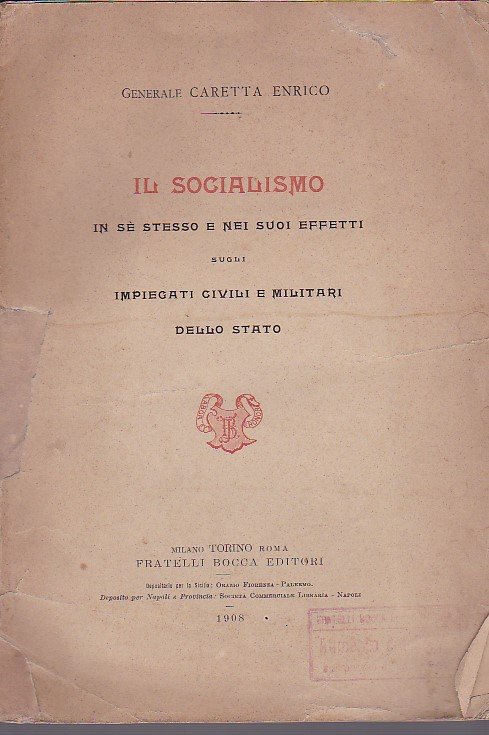 GENERALE CARETTA ENRICO
IL SOCIALISMO
IN SÈ STESSO E NEI SUOI EFFETTI
SUGLI
IMPIEGATI CIVILI E MILITARI
DELLO STATO
MILANO TORINO ROMA
FRATELLI BOCCA EDITORI
Depositario per la Sicilia: ORAZIO FIORENZA - PALERMO.
Deposito per Napoli e Provincia: SOCIETÀ COMMERCIALE LIBRARIA - NAPOLI
1908